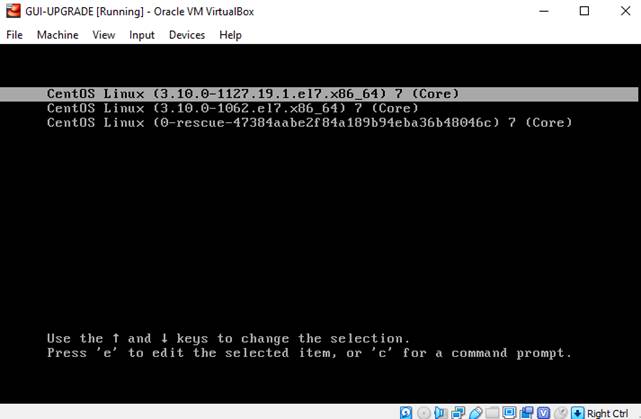 GUI-UPGRADE [Running] - Oracle VM VirtualBox
File Machine View Input Devices Help
CentOS Linux (3.10.0-1127.19.1.el7.x86_64) 7 (Core)
CentOS Linux (3.10.0-1062.el7.x86_64) 7 (Core)
CentOS Linux (0-rescue-47384aabe2f84a189b94eba36b48046c) 7 (Core)
Use the ↑ and ↓ keys to change the selection.
Press 'e' to edit the selected item, or 'c' for a command prompt.
Right Ctrl